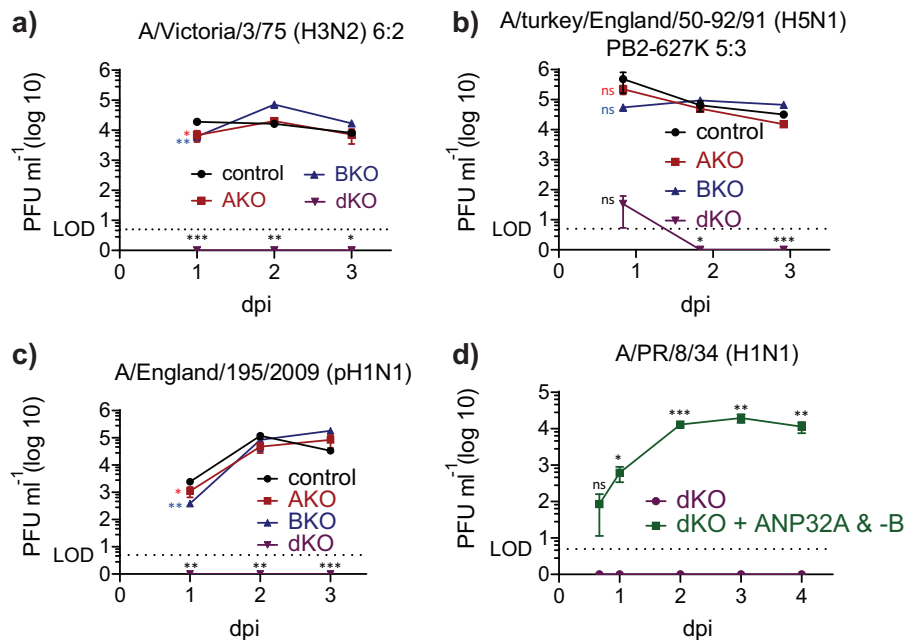 a)
A/Victoria/3/75 (H3N2) 6:2
PFU ml⁻¹(log 10)
6
5
4
3
2
1
0
LOD
*
**
control
BKO
AKO
dKO
***
**
*
0
1
2
3
dpi
b)
A/turkey/England/50-92/91 (H5N1)
PB2-627K 5:3
PFU ml⁻¹(log 10)
6
5
4
3
2
1
0
LOD
ns
ns
control
AKO
BKO
dKO
ns
*
***
0
1
2
3
dpi
c)
A/England/195/2009 (pH1N1)
PFU ml⁻¹(log 10)
6
5
4
3
2
1
0
LOD
*
**
control
AKO
BKO
dKO
**
**
***
0
1
2
3
dpi
d)
A/PR/8/34 (H1N1)
PFU ml⁻¹(log 10)
5
4
3
2
1
0
LOD
ns
*
***
**
**
dKO
dKO + ANP32A & -B
0
1
2
3
4
dpi